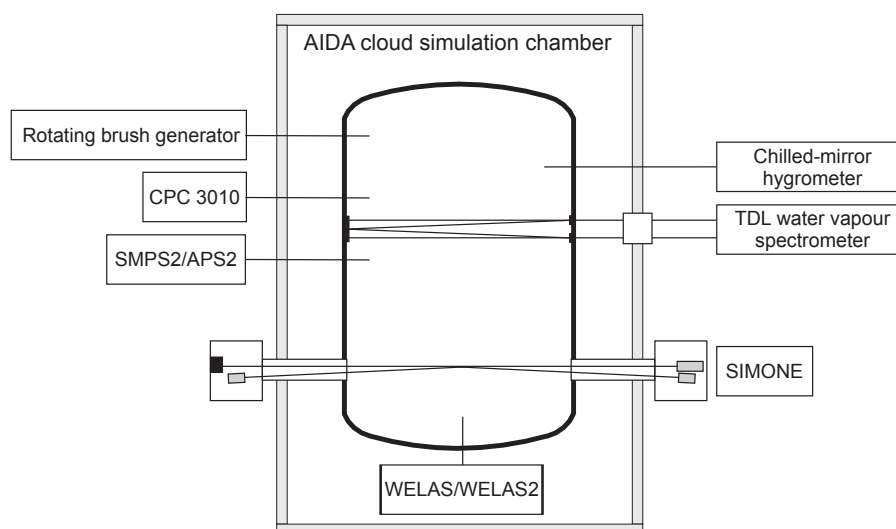 AIDA cloud simulation chamber
Rotating brush generator
Chilled-mirror
hygrometer
CPC 3010
TDL water vapour
spectrometer
SMPS2/APS2
SIMONE
WELAS/WELAS2